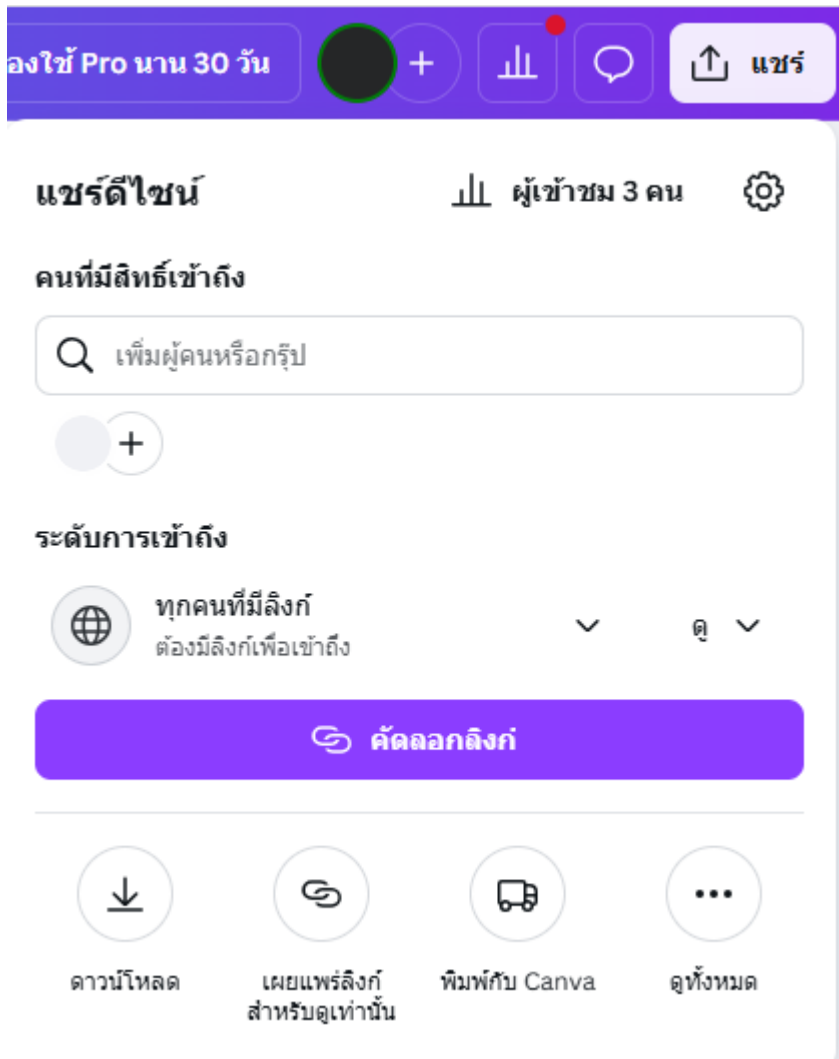 องใช้ Pro นาน 30 วัน
แชร์
แชร์ดีไซน์
ผู้เข้าชม 3 คน
คนที่มีสิทธิ์เข้าถึง
เพิ่มผู้คนหรือกรุ๊ป
ระดับการเข้าถึง
ทุกคนที่มีลิงก์
ต้องมีลิงก์เพื่อเข้าถึง
ดู
คัดลอกลิงก์
ดาวน์โหลด
เผยแพร่ลิงก์
สำหรับดูเท่านั้น
พิมพ์กับ Canva
ดูทั้งหมด